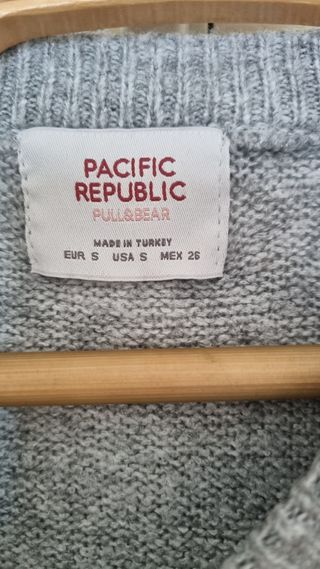 PACIFIC
REPUBLIC
PULL&BEAR
MADE IN TURKEY
EUR S USA S MEX 26